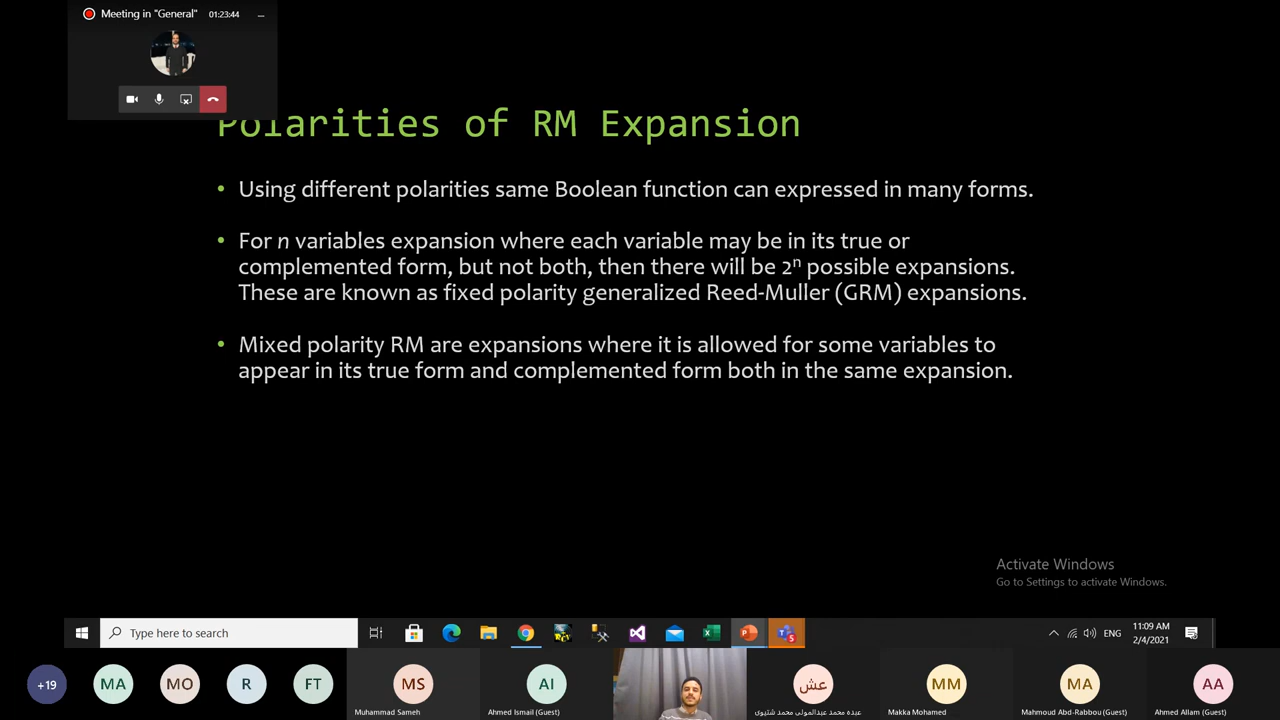 Meeting in "General" 01:23:44
Polarities of RM Expansion
• Using different polarities same Boolean function can expressed in many forms.
• For n variables expansion where each variable may be in its true or
complemented form, but not both, then there will be 2ⁿ possible expansions.
These are known as fixed polarity generalized Reed-Muller (GRM) expansions.
• Mixed polarity RM are expansions where it is allowed for some variables to
appear in its true form and complemented form both in the same expansion.
Activate Windows
Go to Settings to activate Windows.
Type here to search
ENG
11:09 AM
2/4/2021
+19 MA MO R FT MS AI عش MM MA AA
Muhammad Sameh Ahmed Ismail (Guest) عبده محمد عبدالمولى محمد شتيوى Makka Mohamed Mahmoud Abd-Rabbou (Guest) Ahmed Allam (Guest)